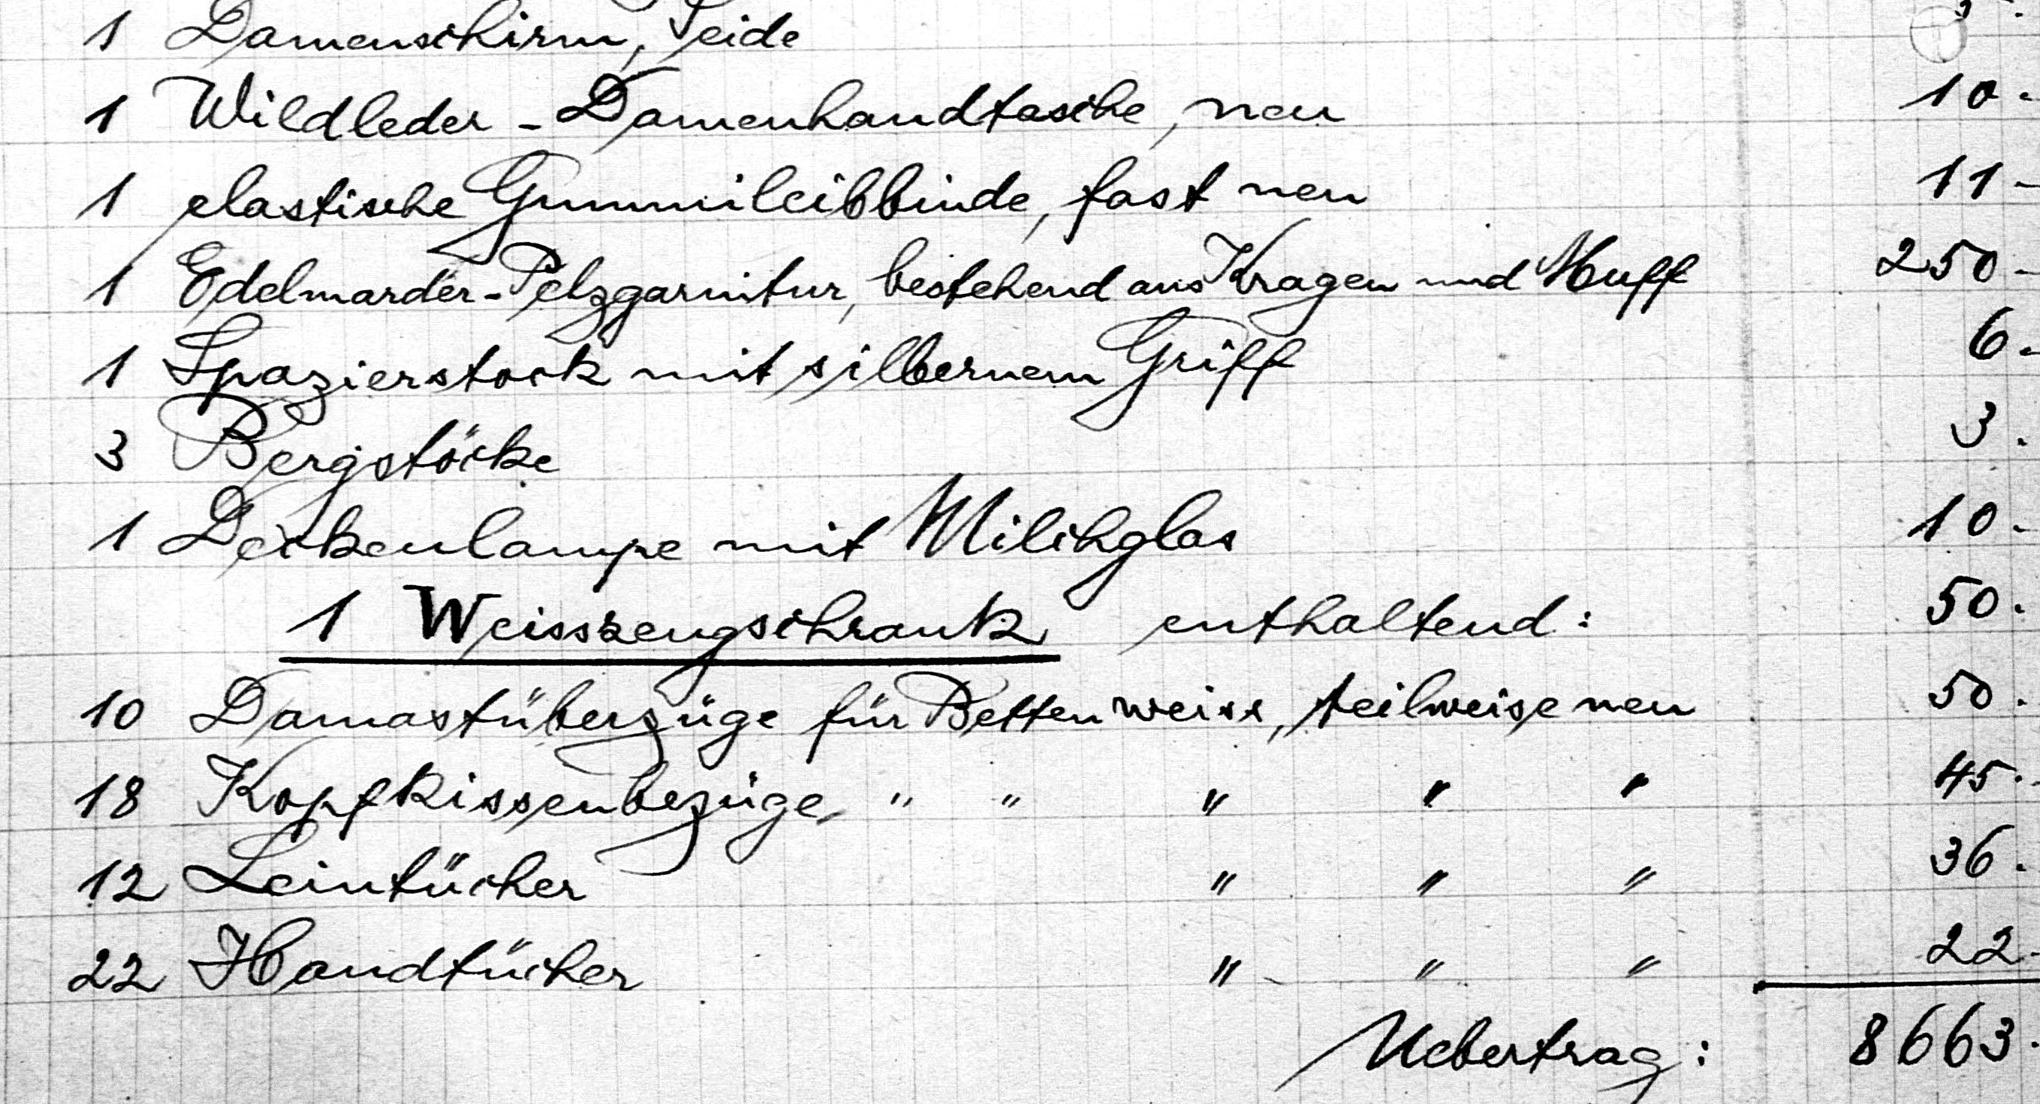 1 Damenschirm, Seide
1 Wildleder - Damenhandtasche, neu 10.-
1 elastische Gummileibbinde, fast neu 11-
1 Edelmarder-Pelzgarnitur, bestehend aus Kragen und Muff 250-
1 Spazierstock mit silbernem Griff 6.-
3 Bergstöcke 3.
1 Deckenlampe mit Milchglas 10.-
1 Weisszeugschrank enthaltend: 50.
10 Damastüberzüge für Betten weiss, teilweise neu 50.
18 Kopfkissenbezüge " " " " " 45.-
12 Leintücher " " " 36.
22 Handtücher " " " 22.-
Uebertrag: 8663.